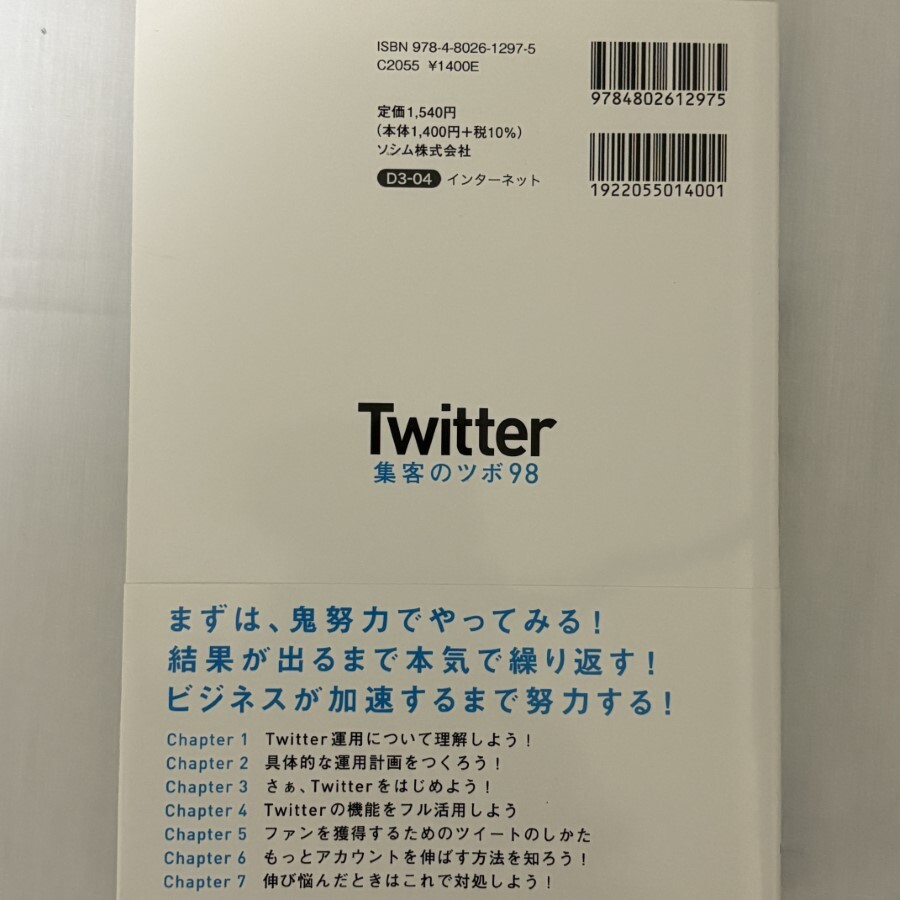 ISBN 978-4-8026-1297-5
C2055 ¥1400E
9784802612975
定価1,540円
(本体1,400円+税10%)
ソシム株式会社
D3-04 インターネット
1922055014001
Twitter
集客のツボ98
まずは、鬼努力でやってみる!
結果が出るまで本気で繰り返す!
ビジネスが加速するまで努力する!
Chapter 1 Twitter運用について理解しよう!
Chapter 2 具体的な運用計画をつくろう!
Chapter 3 さぁ、Twitterをはじめよう!
Chapter 4 Twitterの機能をフル活用しよう
Chapter 5 ファンを獲得するためのツイートのしかた
Chapter 6 もっとアカウントを伸ばす方法を知ろう!
Chapter 7 伸び悩んだときはこれで対処しよう!